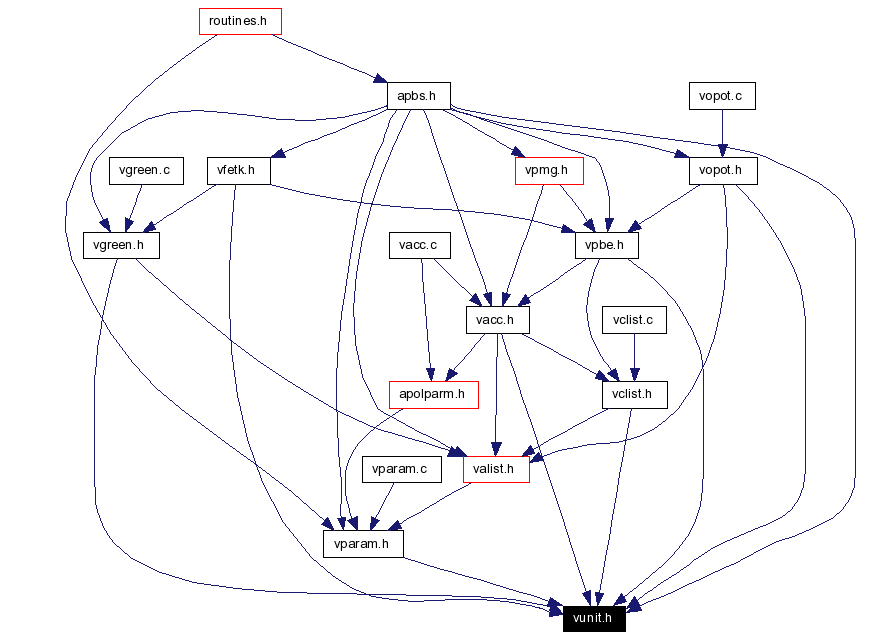 routines.h
apbs.h
vopot.c
vgreen.c
vfetk.h
vpmg.h
vopot.h
vgreen.h
vacc.c
vpbe.h
vacc.h
vclist.c
apolparm.h
vclist.h
vparam.c
valist.h
vparam.h
vunit.h